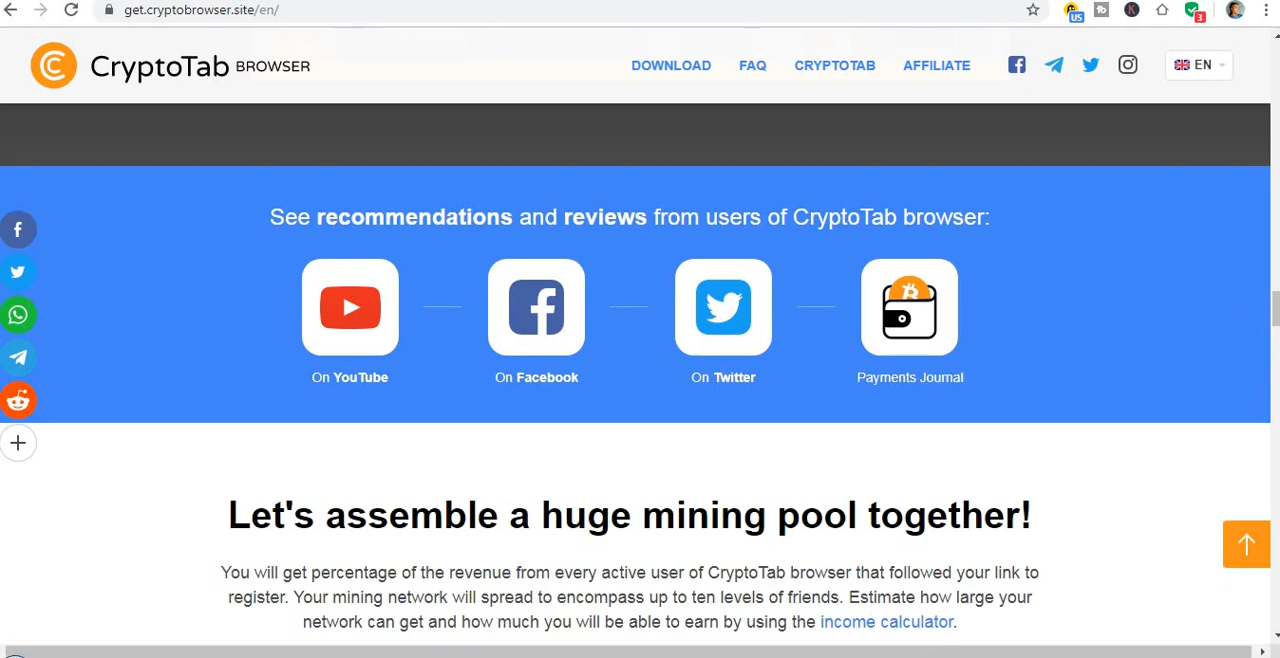 get.cryptobrowser.site/en/
US
K
3
C CryptoTab BROWSER
DOWNLOAD FAQ CRYPTOTAB AFFILIATE EN
See recommendations and reviews from users of CryptoTab browser:
On YouTube On Facebook On Twitter Payments Journal
Let's assemble a huge mining pool together!
You will get percentage of the revenue from every active user of CryptoTab browser that followed your link to
register. Your mining network will spread to encompass up to ten levels of friends. Estimate how large your
network can get and how much you will be able to earn by using the income calculator.